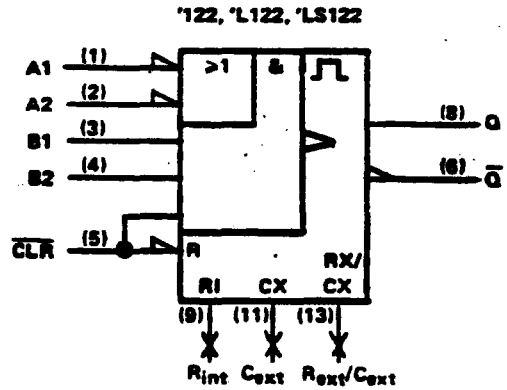 '122, 'L122, 'LS122
A1 (1) ≥1 & 
A2 (2)
B1 (3) (8) Q
B2 (4) (6) Q̅
C̅L̅R̅ (5) R
RX/
RI CX CX
(9) (11) (13)
Rint Cext Rext/Cext